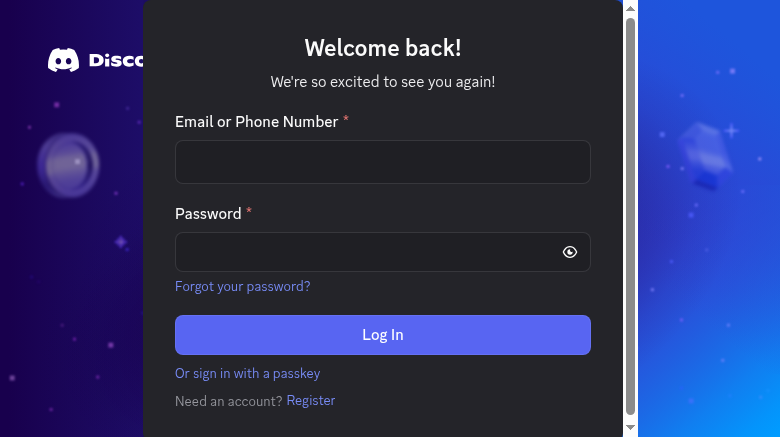 Welcome back!
We're so excited to see you again!
Email or Phone Number *
Password *
Forgot your password?
Log In
Or sign in with a passkey
Need an account? Register